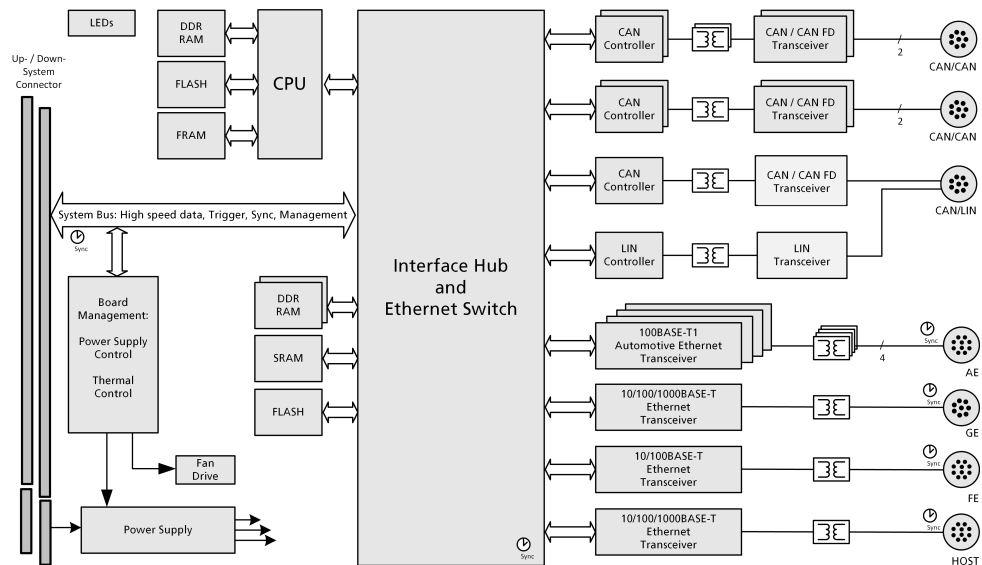 LEDs
Up- / Down-
System
Connector
DDR
RAM
FLASH
FRAM
CPU
System Bus: High speed data, Trigger, Sync, Management
Sync
Board
Management:
Power Supply
Control
Thermal
Control
Fan
Drive
Power Supply
DDR
RAM
SRAM
FLASH
Interface Hub
and
Ethernet Switch
Sync
CAN
Controller
CAN / CAN FD
Transceiver
2
CAN/CAN
CAN
Controller
CAN / CAN FD
Transceiver
2
CAN/CAN
CAN
Controller
CAN / CAN FD
Transceiver
CAN/LIN
LIN
Controller
LIN
Transceiver
100BASE-T1
Automotive Ethernet
Transceiver
4
Sync
AE
10/100/1000BASE-T
Ethernet
Transceiver
Sync
GE
10/100BASE-T
Ethernet
Transceiver
Sync
FE
10/100/1000BASE-T
Ethernet
Transceiver
Sync
HOST